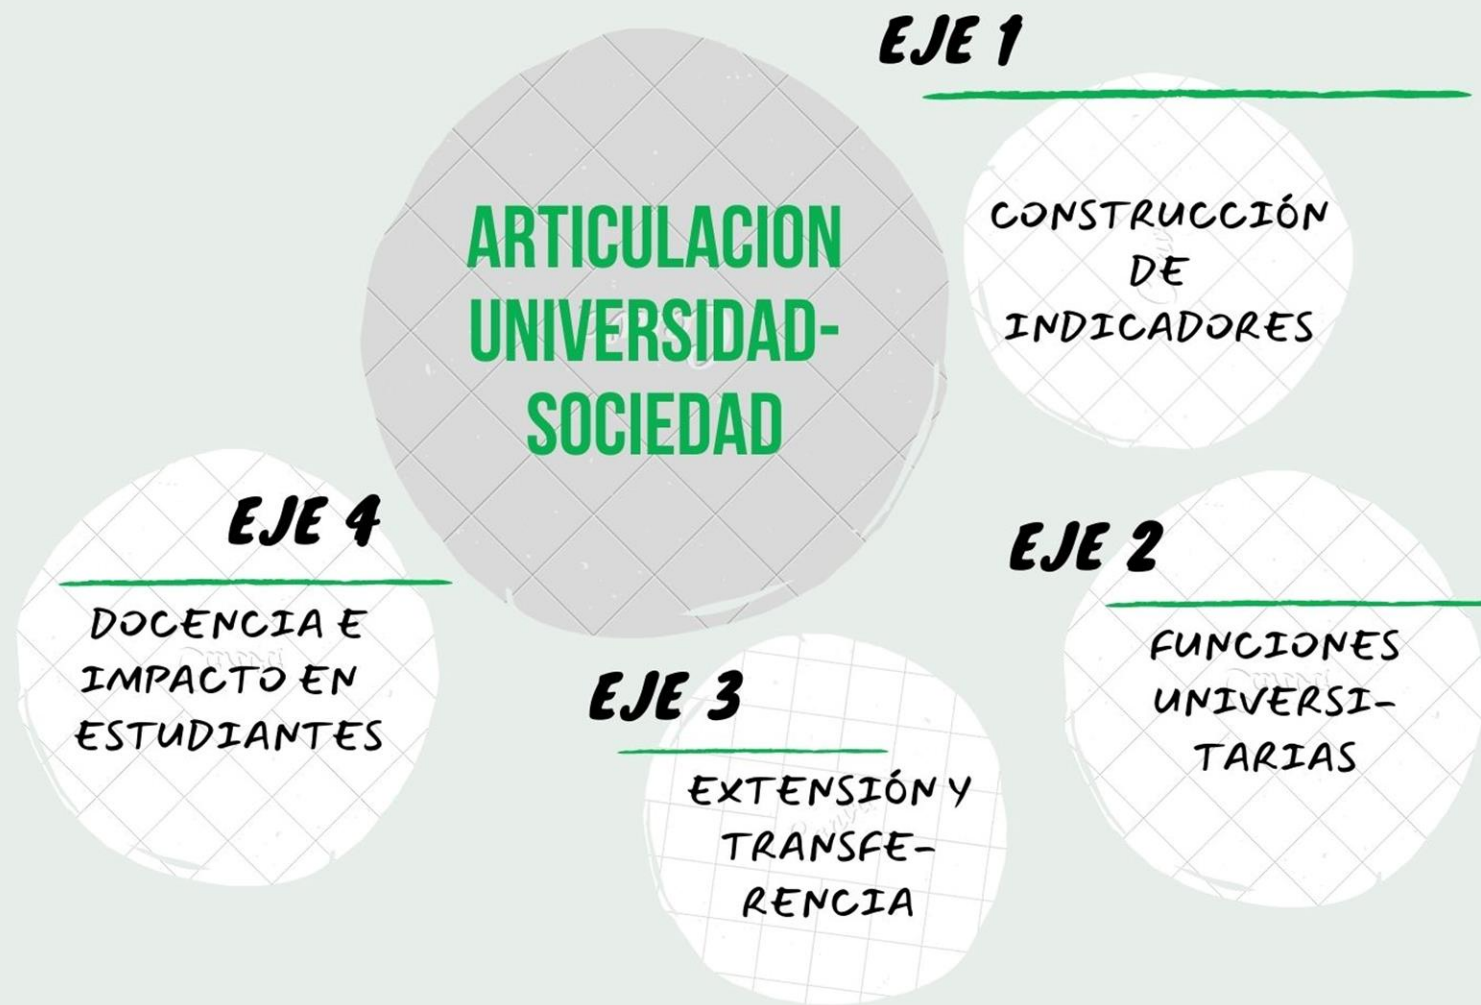 ARTICULACION
UNIVERSIDAD-
SOCIEDAD
EJE 1
CONSTRUCCIÓN
DE
INDICADORES
EJE 2
FUNCIONES
UNIVERSI-
TARIAS
EJE 3
EXTENSIÓN Y
TRANSFE-
RENCIA
EJE 4
DOCENCIA E
IMPACTO EN
ESTUDIANTES